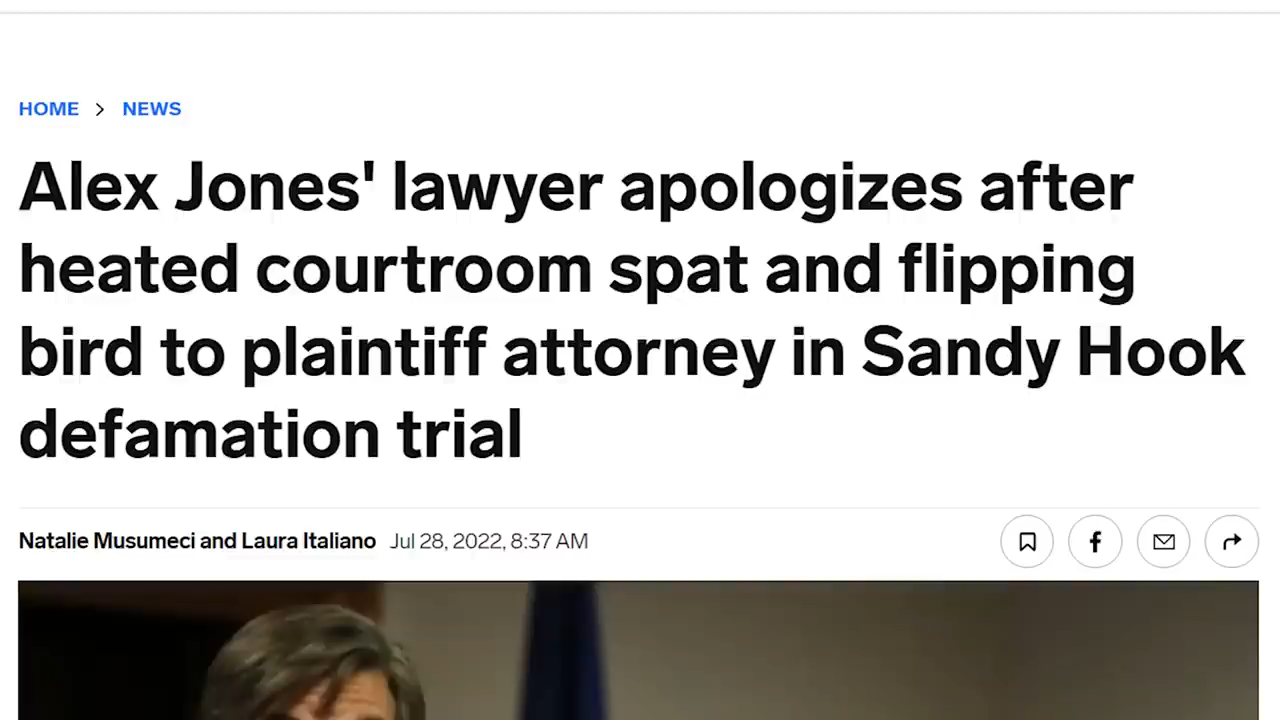 HOME > NEWS
Alex Jones' lawyer apologizes after
heated courtroom spat and flipping
bird to plaintiff attorney in Sandy Hook
defamation trial
Natalie Musumeci and Laura Italiano Jul 28, 2022, 8:37 AM